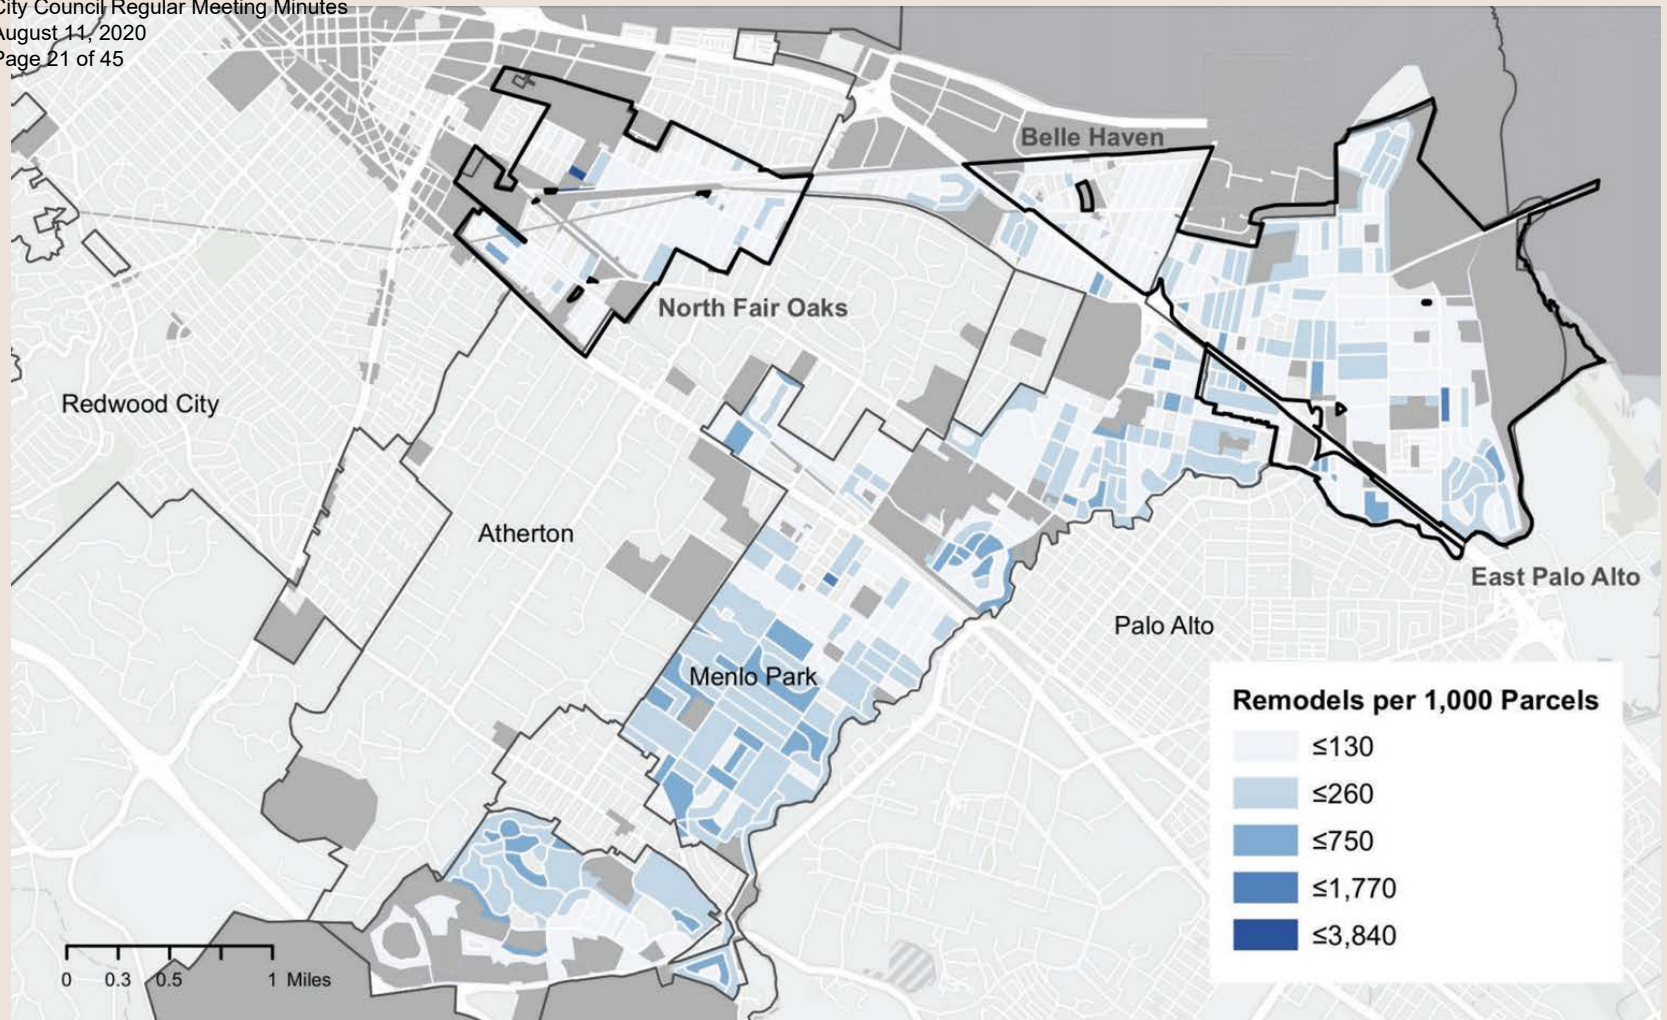 City Council Regular Meeting Minutes
August 11, 2020
Page 21 of 45
Belle Haven
North Fair Oaks
Redwood City
Atherton
East Palo Alto
Palo Alto
Menlo Park
Remodels per 1,000 Parcels
≤130
≤260
≤750
≤1,770
≤3,840
0 0.3 0.5 1 Miles